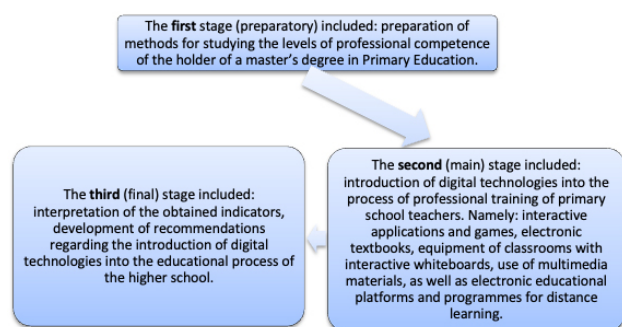 The first stage (preparatory) included: preparation of
methods for studying the levels of professional competence
of the holder of a master's degree in Primary Education.
The second (main) stage included:
introduction of digital technologies into the
process of professional training of primary
school teachers. Namely: interactive
applications and games, electronic
textbooks, equipment of classrooms with
interactive whiteboards, use of multimedia
materials, as well as electronic educational
platforms and programmes for distance
learning.
The third (final) stage included:
interpretation of the obtained indicators,
development of recommendations
regarding the introduction of digital
technologies into the educational process of
the higher school.